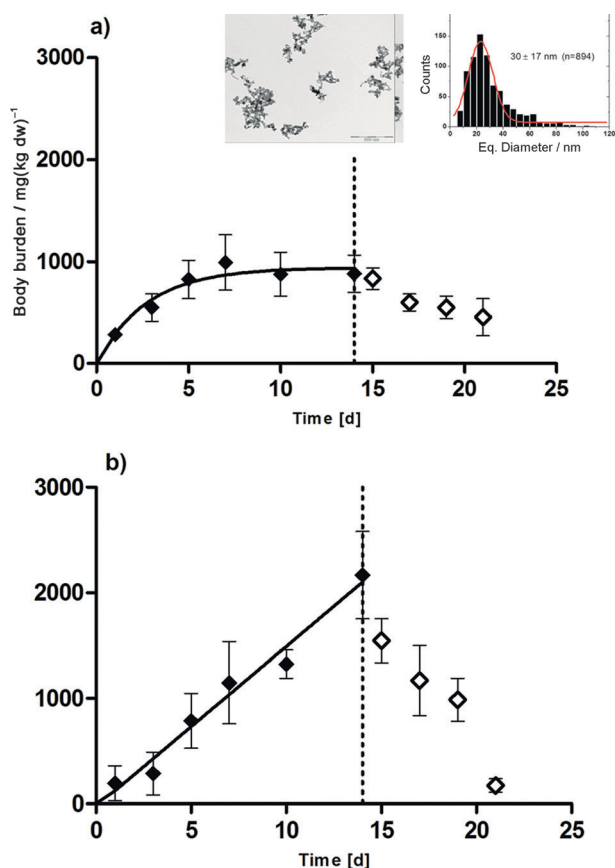 a)
Counts
150
100
50
0
30 ± 17 nm (n=894)
0 20 40 60 80 100 120
Eq. Diameter / nm
Body burden / mg(kg dw)⁻¹
3000
2000
1000
0
0 5 10 15 20 25
Time [d]
b)
3000
2000
1000
0
0 5 10 15 20 25
Time [d]